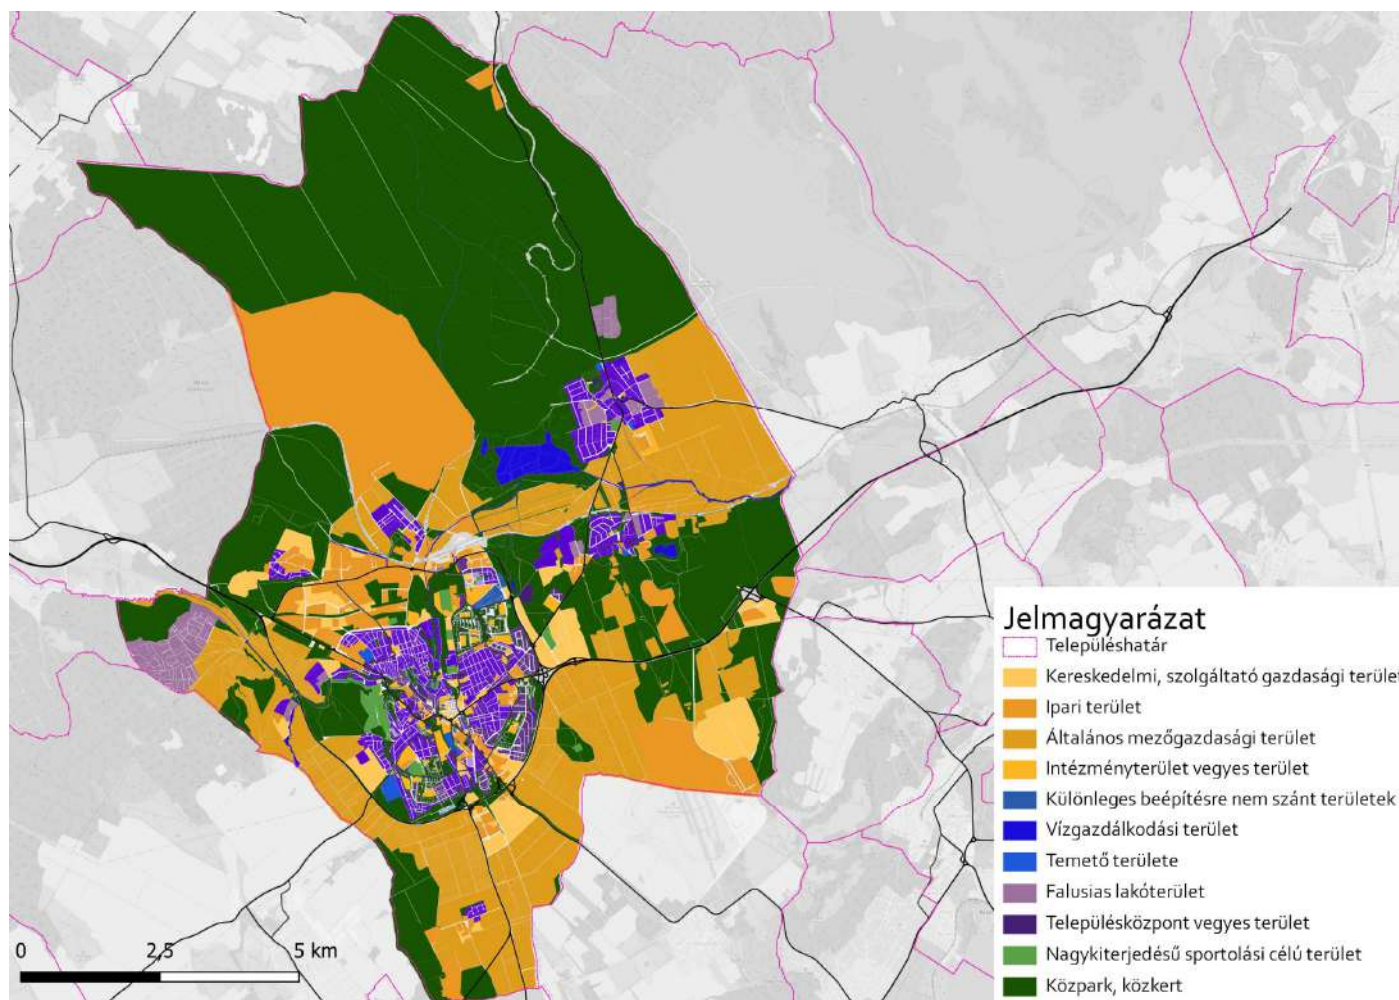 Jelmagyarázat
Településhatár
Kereskedelmi, szolgáltató gazdasági terület
Ipari terület
Általános mezőgazdasági terület
Intézményterület vegyes terület
Különleges beépítésre nem szánt területek
Vízgazdálkodási terület
Temető területe
Falusias lakóterület
Településközpont vegyes terület
Nagykiterjedésű sportolási célú terület
Közpark, közkert
0 2,5 5 km